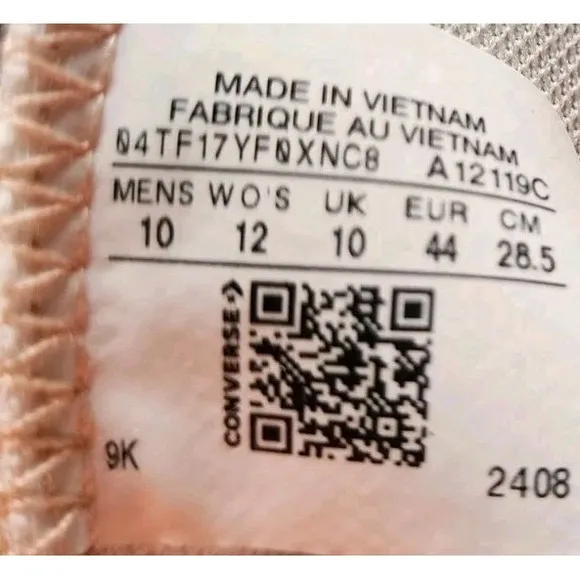 MADE IN VIETNAM
FABRIQUE AU VIETNAM
04TF17YF0XNC8 A12119C
MENS WO'S UK EUR CM
10 12 10 44 28.5
CONVERSE
9K
2408